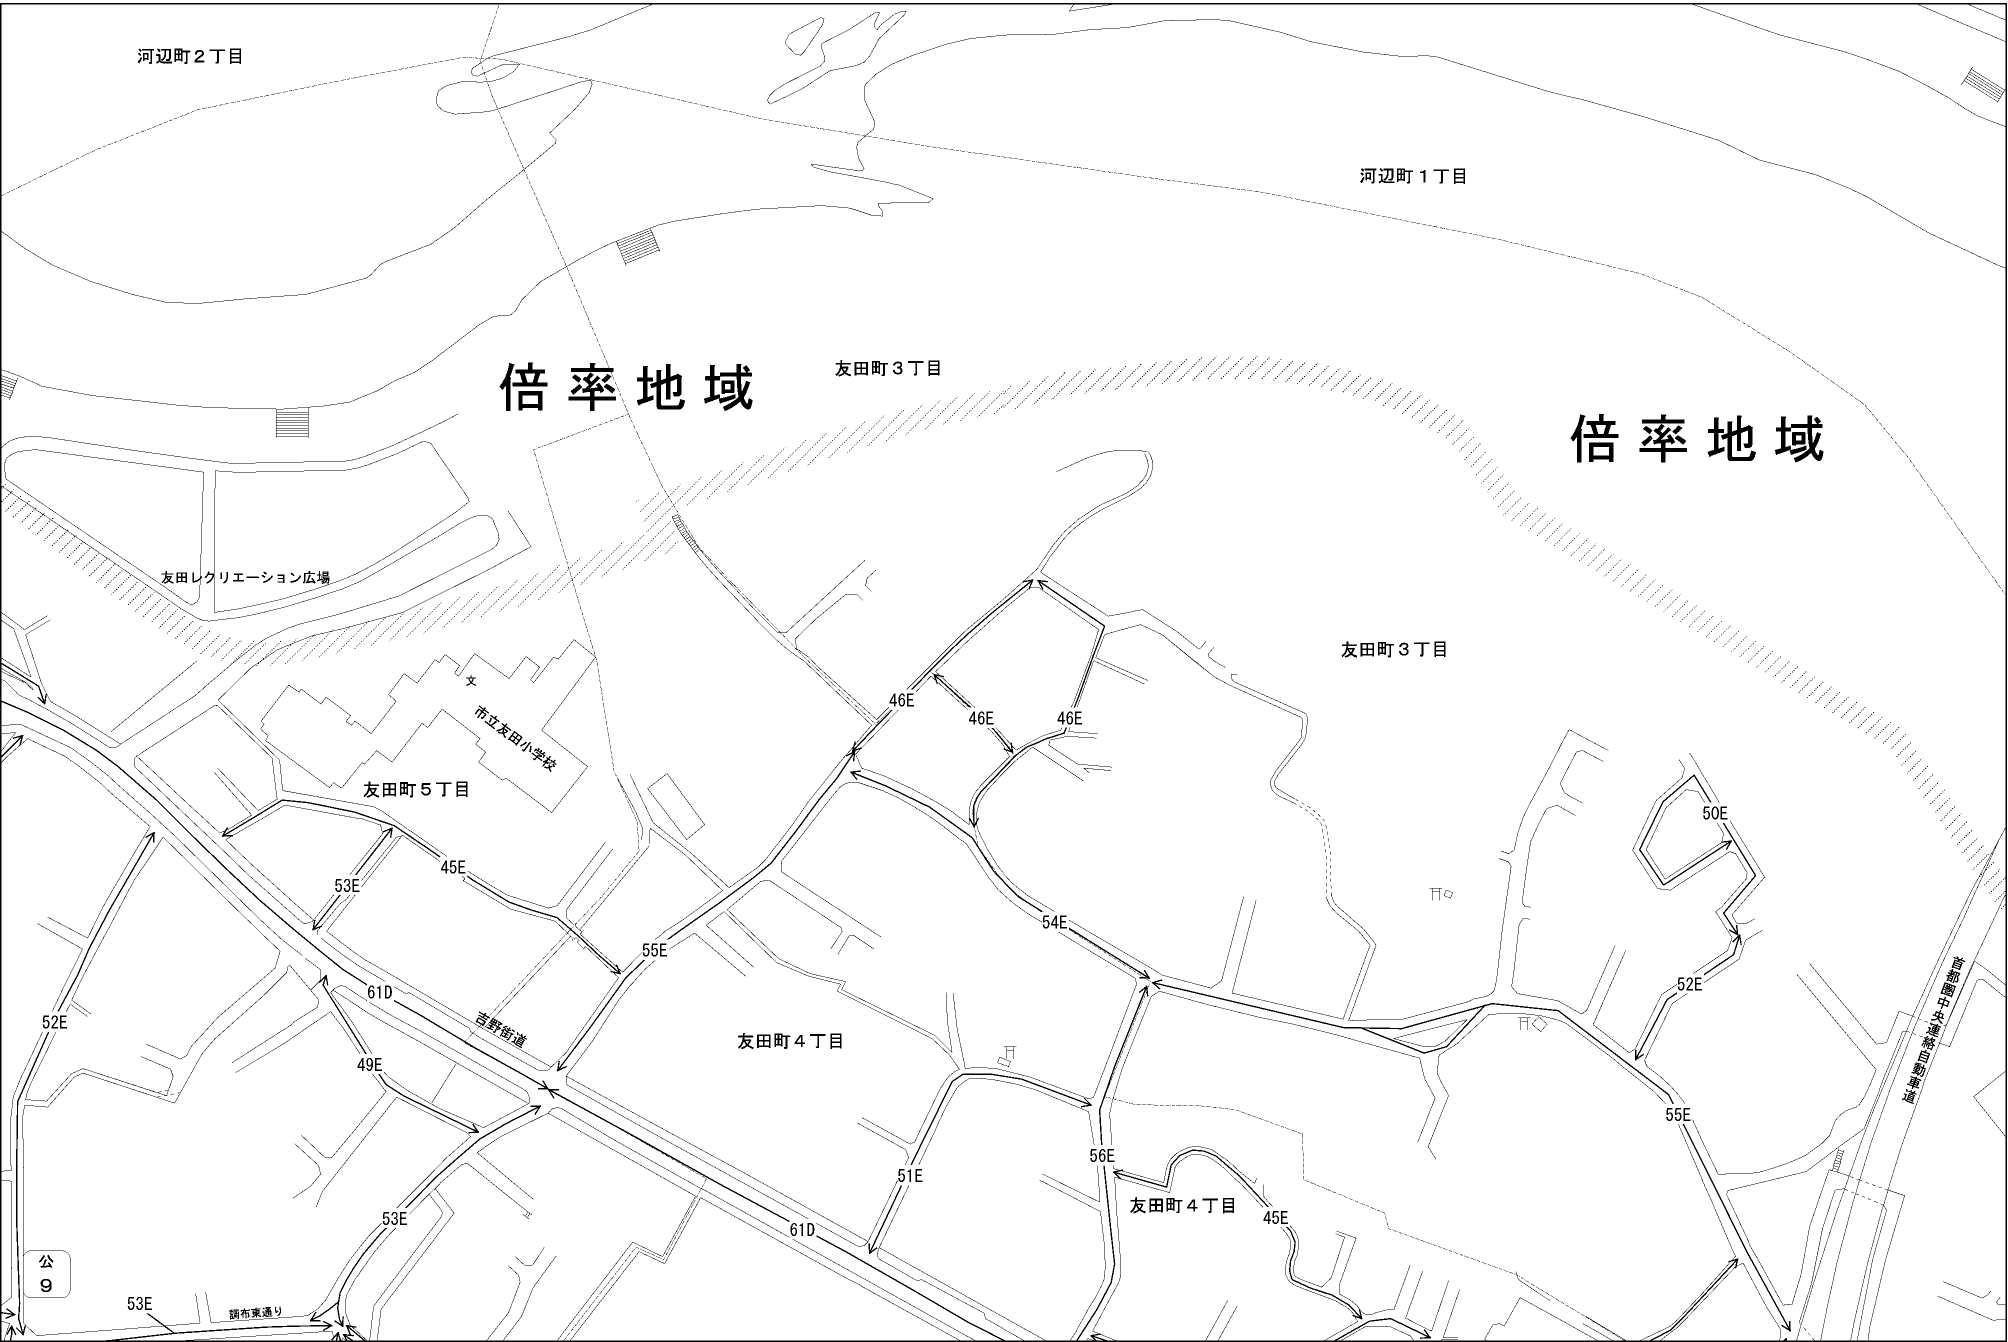 河辺町2丁目
河辺町1丁目
倍率地域
友田町3丁目
倍率地域
友田レクリエーション広場
友田町3丁目
文
市立友田小学校
46E
46E
46E
友田町5丁目
50E
45E
53E
54E
55E
首都圏中央連絡自動車道
52E
61D
52E
吉野街道
友田町4丁目
49E
55E
56E
51E
友田町4丁目
53E
45E
61D
公
9
53E
調布東通り